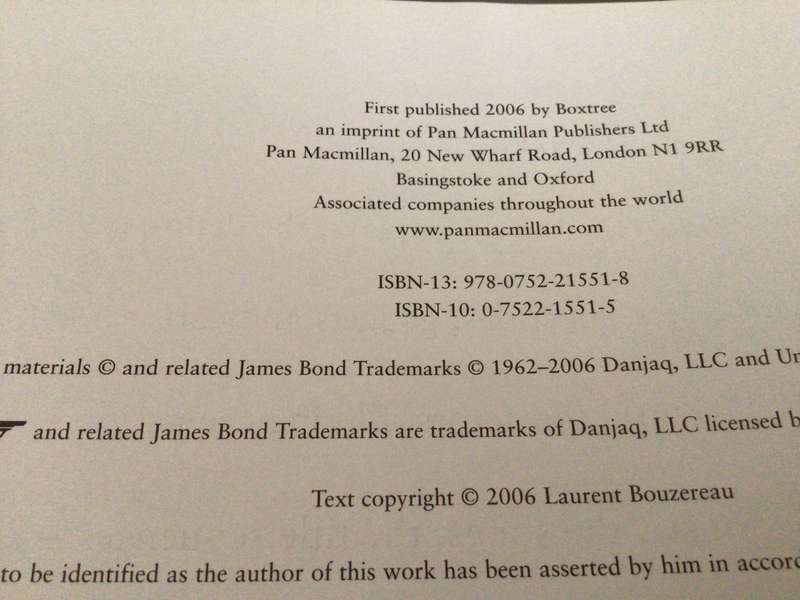 First published 2006 by Boxtree
an imprint of Pan Macmillan Publishers Ltd
Pan Macmillan, 20 New Wharf Road, London N1 9RR
Basingstoke and Oxford
Associated companies throughout the world
www.panmacmillan.com
ISBN-13: 978-0752-21551-8
ISBN-10: 0-7522-1551-5
materials © and related James Bond Trademarks © 1962–2006 Danjaq, LLC and
and related James Bond Trademarks are trademarks of Danjaq, LLC licensed
Text copyright © 2006 Laurent Bouzereau
to be identified as the author of this work has been asserted by him in